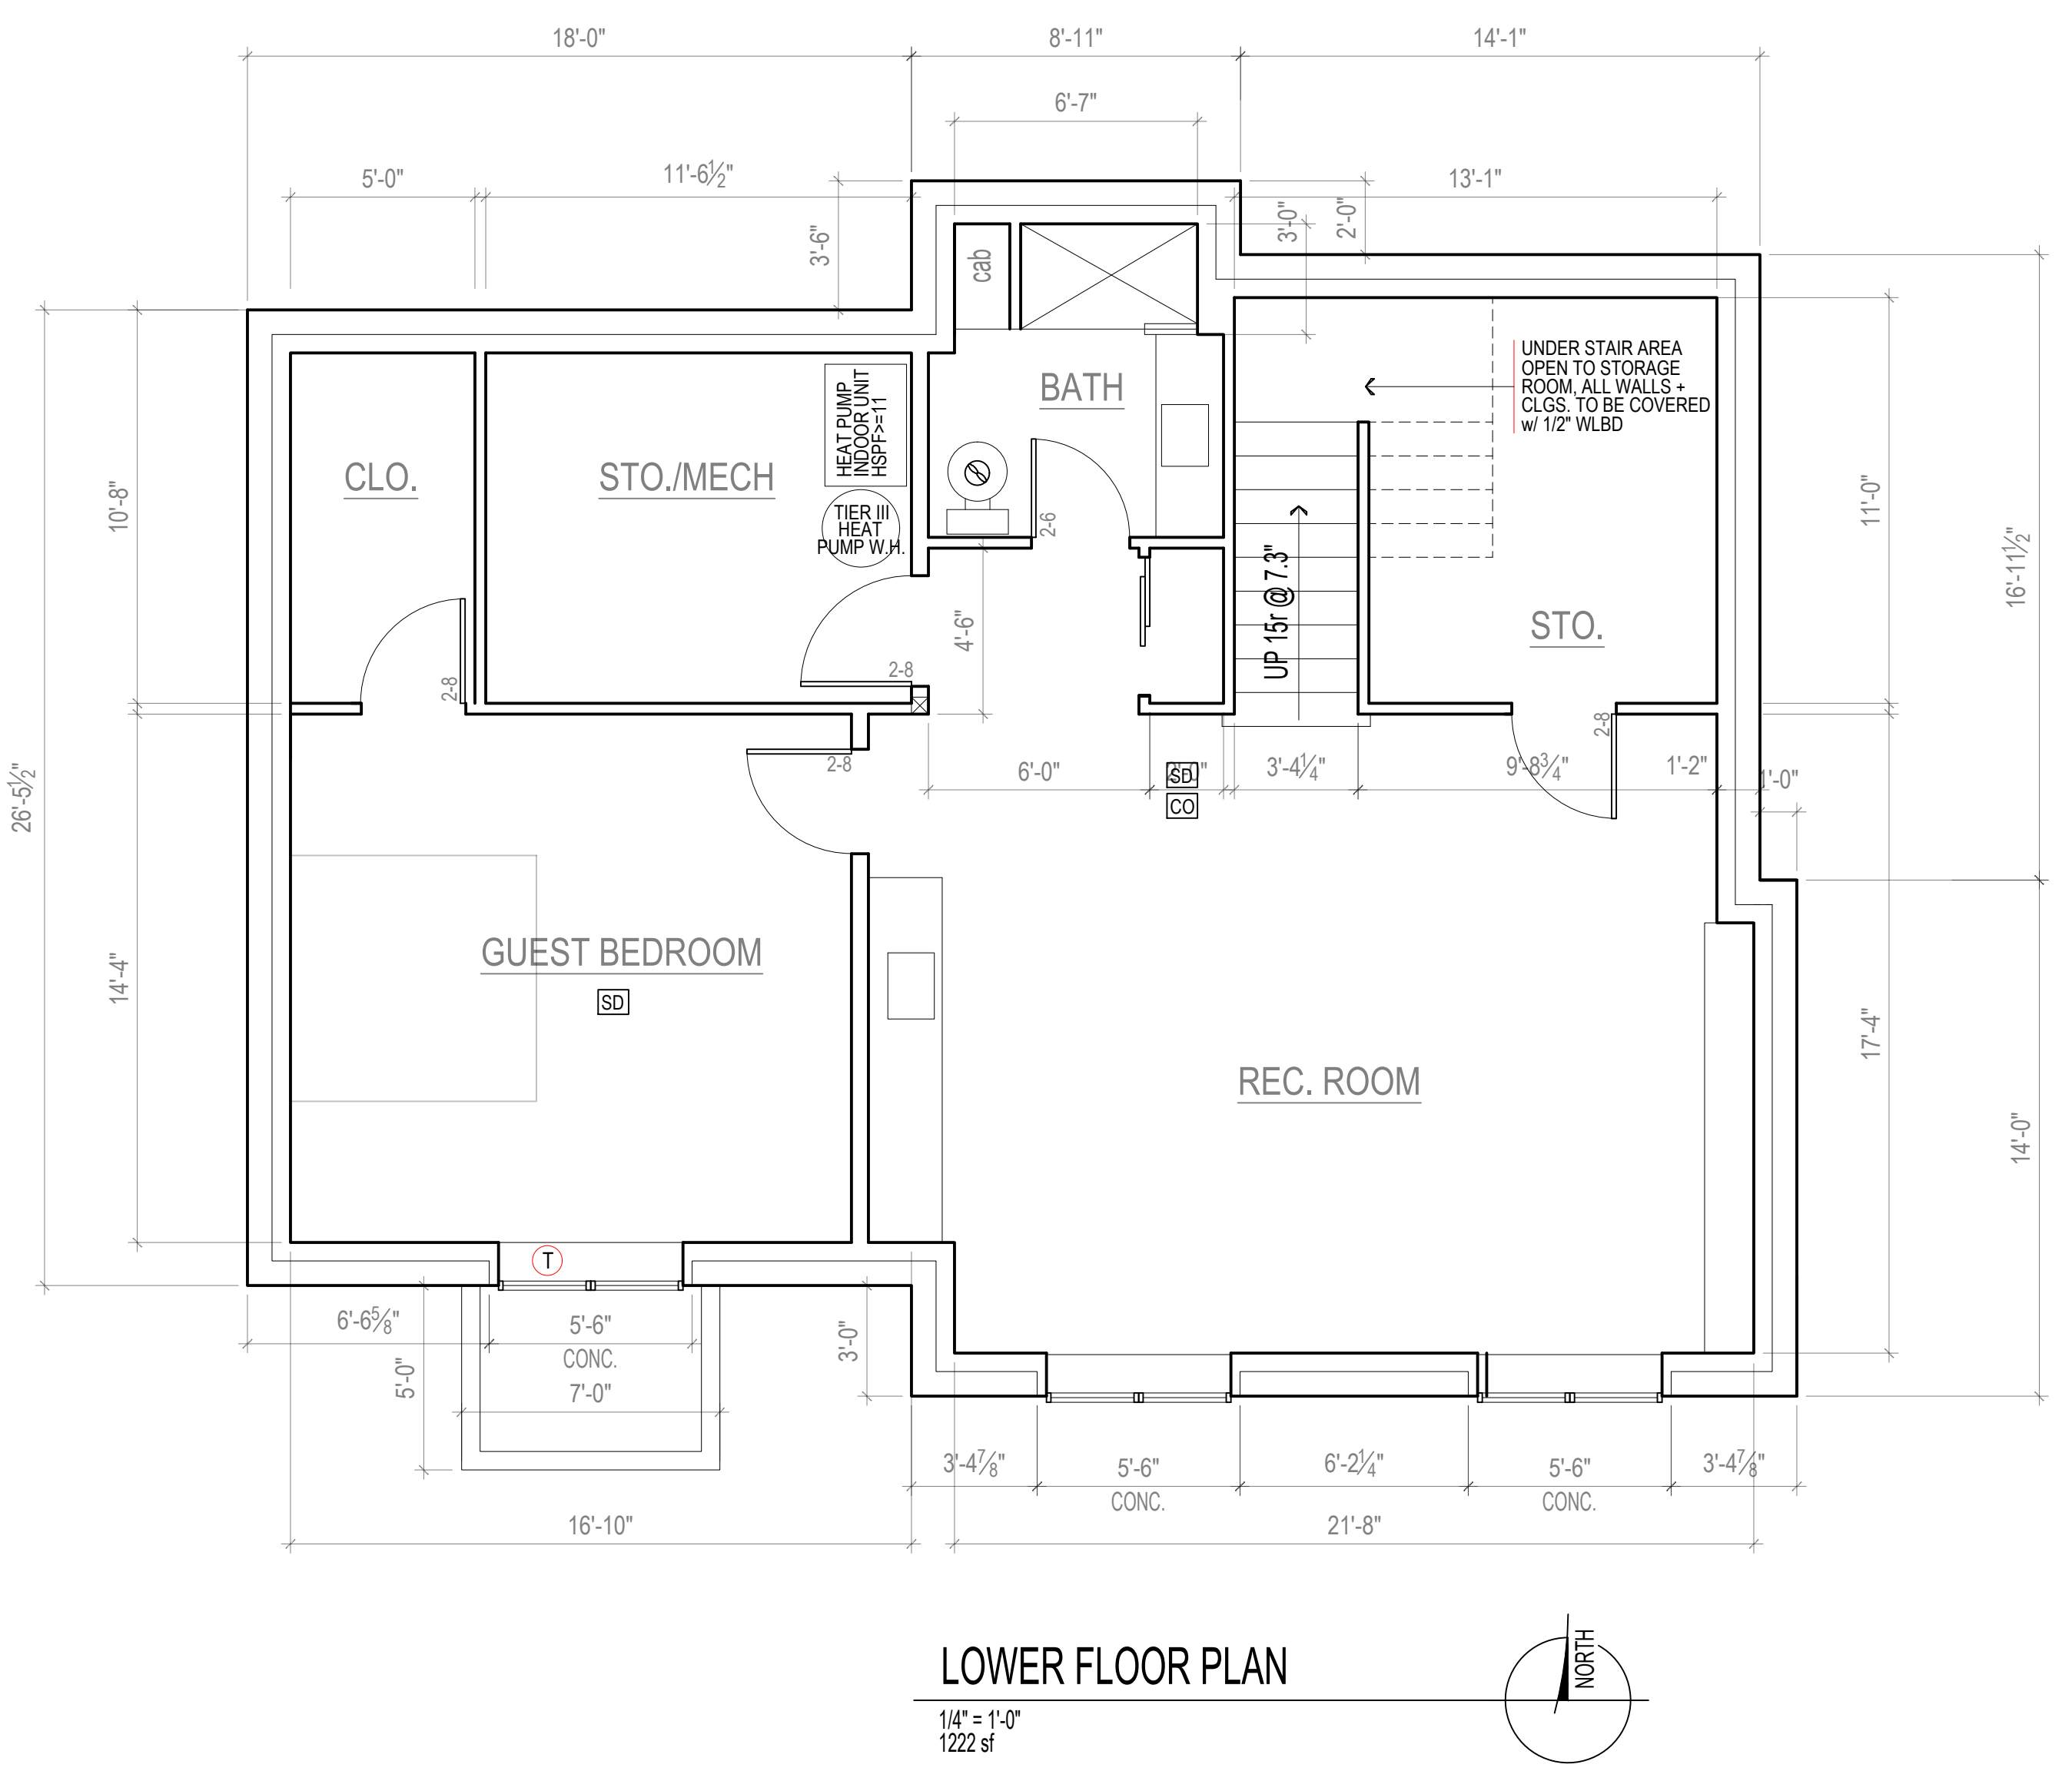 18'-0"
8'-11"
14'-1"
6'-7"
5'-0"
11'-6½"
13'-1"
3'-6"
3'-0"
2'-0"
cab
UNDER STAIR AREA
OPEN TO STORAGE
ROOM, ALL WALLS +
CLGS. TO BE COVERED
w/ 1/2" WLBD
BATH
HEAT PUMP
INDOOR UNIT
HSPF>=11
CLO.
STO./MECH
TIER III
HEAT
PUMP W.H.
2-6
10'-8"
11'-0"
16'-11½"
UP 15r @ 7.3"
4'-6"
STO.
2-8
2-8
2-8
2-8
26'-5½"
6'-0"
SD
CO
3'-4¼"
9'-8¾"
1'-2"
1'-0"
14'-4"
GUEST BEDROOM
SD
17'-4"
REC. ROOM
14'-0"
T
6'-6⅝"
5'-6"
CONC.
7'-0"
5'-0"
3'-0"
3'-4⅞"
5'-6"
CONC.
6'-2¼"
5'-6"
CONC.
3'-4⅞"
16'-10"
21'-8"
LOWER FLOOR PLAN
1/4" = 1'-0"
1222 sf
NORTH